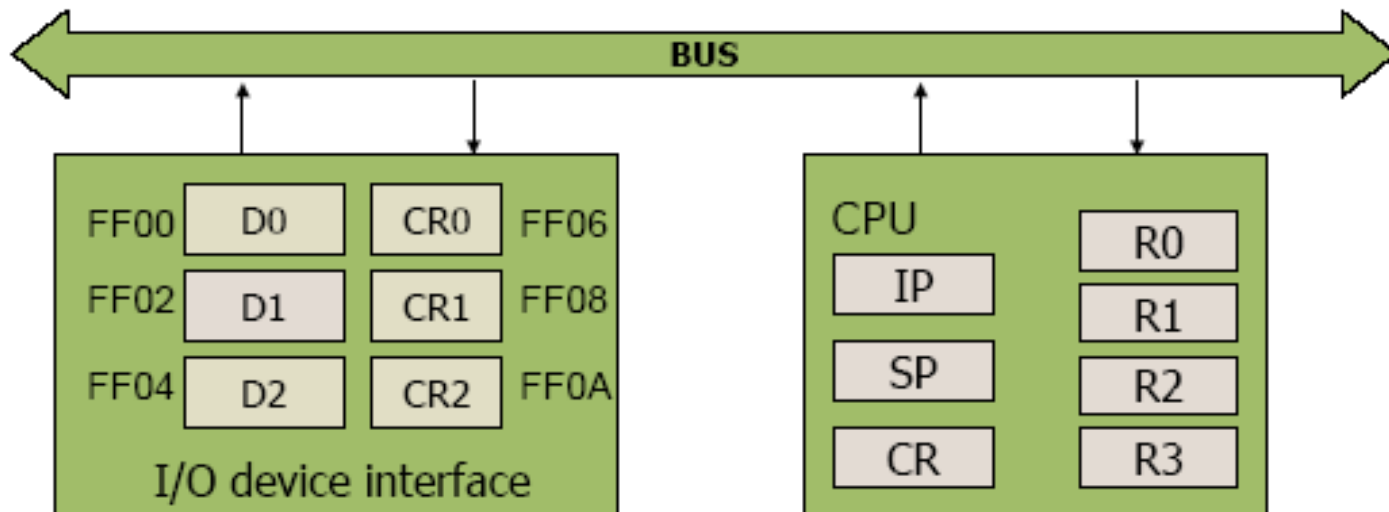 BUS
FF00 D0 CR0 FF06
FF02 D1 CR1 FF08
FF04 D2 CR2 FF0A
I/O device interface
CPU
IP
SP
CR
R0
R1
R2
R3